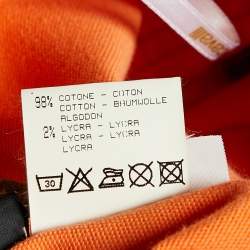 98% COTONE - COTON
COTTON - BAUMWOLLE
ALGODON
2% LYCRA - LYCRA
LYCRA - LYCRA
LYCRA
30